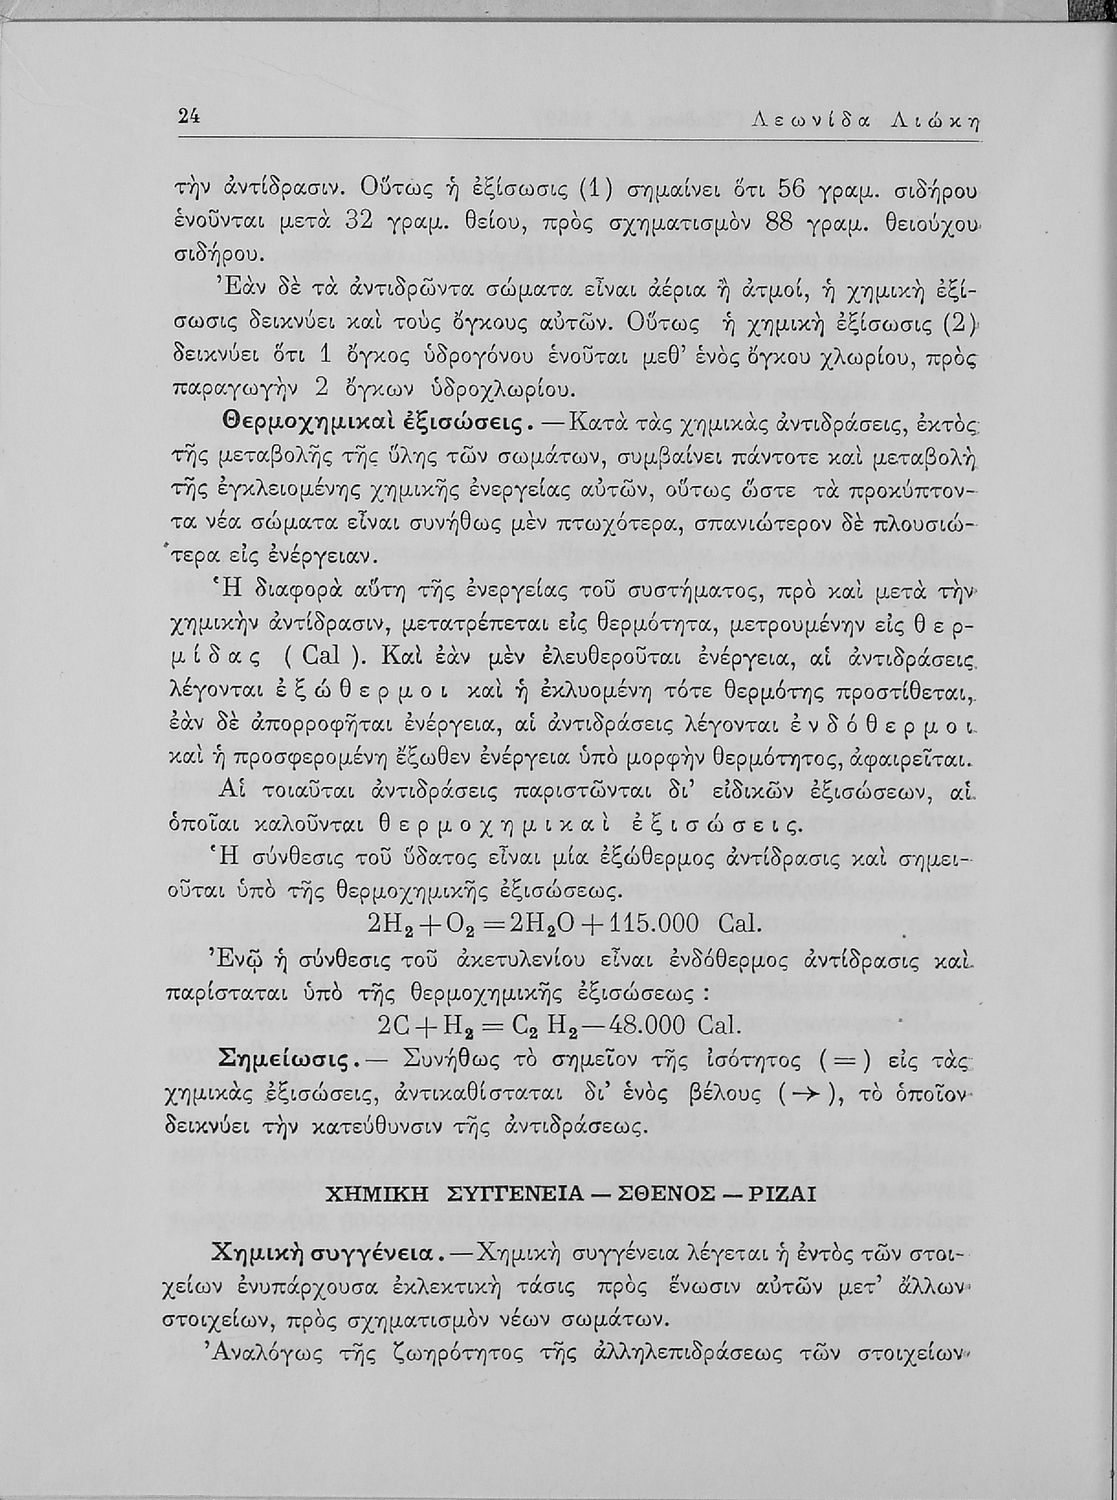 24 Λεωνίδα Λιώκη
τὴν ἀντίδρασιν. Οὕτως ἡ ἐξίσωσις (1) σημαίνει ὅτι 56 γραμ. σιδήρου
ἑνοῦνται μετὰ 32 γραμ. θείου, πρὸς σχηματισμὸν 88 γραμ. θειούχου
σιδήρου.
Ἐὰν δὲ τὰ ἀντιδρῶντα σώματα εἶναι ἀέρια ἢ ἀτμοί, ἡ χημικὴ ἐξί-
σωσις δεικνύει καὶ τοὺς ὄγκους αὐτῶν. Οὕτως ἡ χημικὴ ἐξίσωσις (2)
δεικνύει ὅτι 1 ὄγκος ὑδρογόνου ἑνοῦται μεθ’ ἑνὸς ὄγκου χλωρίου, πρὸς
παραγωγὴν 2 ὄγκων ὑδροχλωρίου.
Θερμοχημικαὶ ἐξισώσεις. — Κατὰ τὰς χημικὰς ἀντιδράσεις, ἐκτὸς
τῆς μεταβολῆς τῆς ὕλης τῶν σωμάτων, συμβαίνει πάντοτε καὶ μεταβολὴ
τῆς ἐγκλειομένης χημικῆς ἐνεργείας αὐτῶν, οὕτως ὥστε τὰ προκύπτον-
τα νέα σώματα εἶναι συνήθως μὲν πτωχότερα, σπανιώτερον δὲ πλουσιώ-
τερα εἰς ἐνέργειαν.
Ἡ διαφορὰ αὕτη τῆς ἐνεργείας τοῦ συστήματος, πρὸ καὶ μετὰ τὴν
χημικὴν ἀντίδρασιν, μετατρέπεται εἰς θερμότητα, μετρουμένην εἰς θερ-
μίδας ( Cal ). Καὶ ἐὰν μὲν ἐλευθεροῦται ἐνέργεια, αἱ ἀντιδράσεις
λέγονται ἐξώθερμοι καὶ ἡ ἐκλυομένη τότε θερμότης προστίθεται,
ἐὰν δὲ ἀπορροφῆται ἐνέργεια, αἱ ἀντιδράσεις λέγονται ἐνδόθερμοι
καὶ ἡ προσφερομένη ἔξωθεν ἐνέργεια ὑπὸ μορφὴν θερμότητος, ἀφαιρεῖται.
Αἱ τοιαῦται ἀντιδράσεις παριστῶνται δι’ εἰδικῶν ἐξισώσεων, αἱ
ὁποῖαι καλοῦνται θερμοχημικαὶ ἐξισώσεις.
Ἡ σύνθεσις τοῦ ὕδατος εἶναι μία ἐξώθερμος ἀντίδρασις καὶ σημει-
οῦται ὑπὸ τῆς θερμοχημικῆς ἐξισώσεως.
2H₂ + O₂ = 2H₂O + 115.000 Cal.
Ἐνῷ ἡ σύνθεσις τοῦ ἀκετυλενίου εἶναι ἐνδόθερμος ἀντίδρασις καὶ
παρίσταται ὑπὸ τῆς θερμοχημικῆς ἐξισώσεως :
2C + H₂ = C₂ H₂ — 48.000 Cal.
Σημείωσις. — Συνήθως τὸ σημεῖον τῆς ἰσότητος ( = ) εἰς τὰς
χημικὰς ἐξισώσεις, ἀντικαθίσταται δι’ ἑνὸς βέλους ( → ), τὸ ὁποῖον
δεικνύει τὴν κατεύθυνσιν τῆς ἀντιδράσεως.
ΧΗΜΙΚΗ ΣΥΓΓΕΝΕΙΑ — ΣΘΕΝΟΣ — ΡΙΖΑΙ
Χημικὴ συγγένεια. — Χημικὴ συγγένεια λέγεται ἡ ἐντὸς τῶν στοι-
χείων ἐνυπάρχουσα ἐκλεκτικὴ τάσις πρὸς ἕνωσιν αὐτῶν μετ’ ἄλλων
στοιχείων, πρὸς σχηματισμὸν νέων σωμάτων.
Ἀναλόγως τῆς ζωηρότητος τῆς ἀλληλεπιδράσεως τῶν στοιχείων